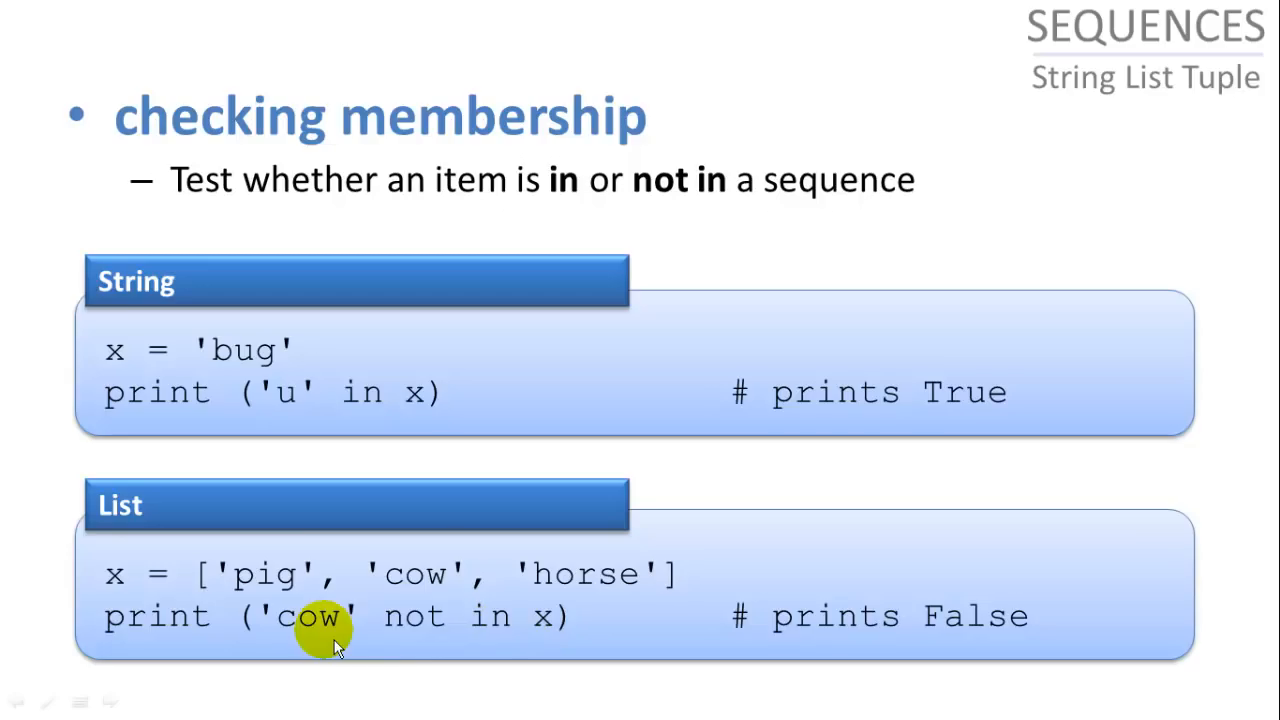 SEQUENCES
String List Tuple
• checking membership
– Test whether an item is in or not in a sequence
String
x = 'bug'
print ('u' in x) # prints True
List
x = ['pig', 'cow', 'horse']
print ('cow' not in x) # prints False